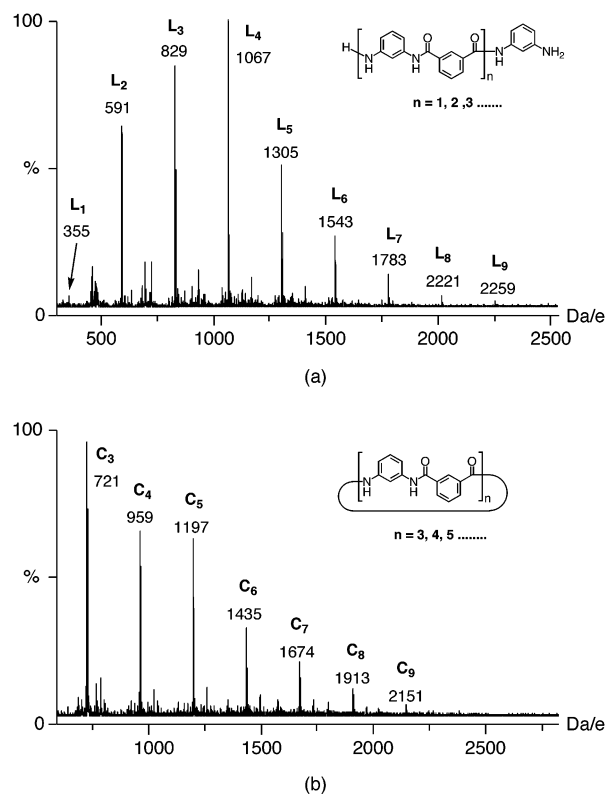 100
L3
829
L4
1067
H
N
H
N
H
O
O
N
H
NH2
n
n = 1, 2 ,3 .......
L2
591
L5
1305
%
L1
355
L6
1543
L7
1783
L8
2221
L9
2259
0
Da/e
500 1000 1500 2000 2500
(a)
100
C3
721
C4
959
C5
1197
N
H
N
H
O
O
n
n = 3, 4, 5 ........
%
C6
1435
C7
1674
C8
1913
C9
2151
0
Da/e
1000 1500 2000 2500
(b)